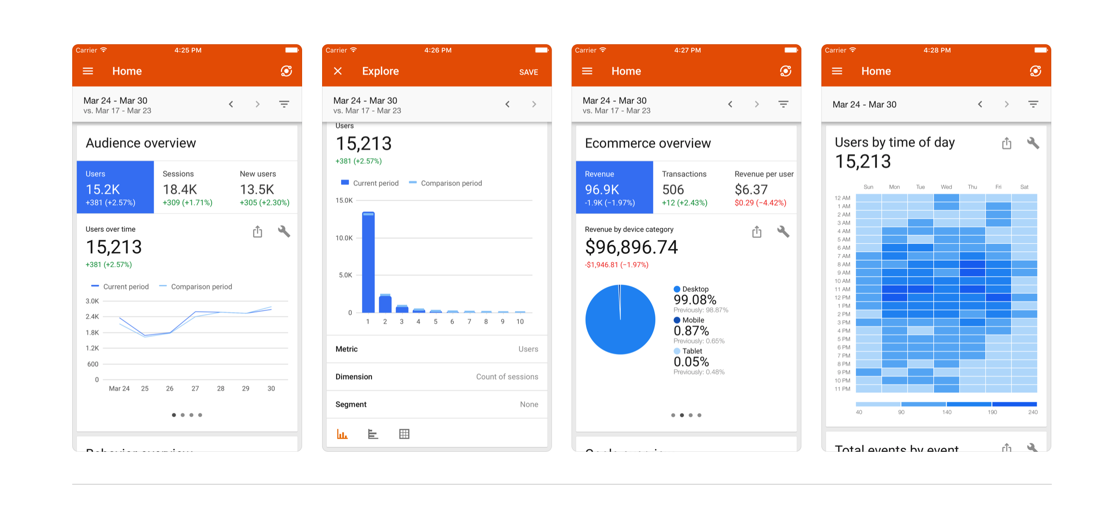 Carrier 4:25 PM
Home
Mar 24 - Mar 30
vs. Mar 17 - Mar 23
Audience overview
Users Sessions New users
15.2K 18.4K 13.5K
+381 (+2.57%) +309 (+1.71%) +305 (+2.30%)
Users over time
15,213
+381 (+2.57%)
Current period Comparison period
3.0K
2.4K
1.8K
1.2K
600
0
Mar 24 25 26 27 28 29 30
Carrier 4:26 PM
Explore SAVE
Mar 24 - Mar 30
vs. Mar 17 - Mar 23
Users
15,213
+381 (+2.57%)
Current period Comparison period
15.0K
10.0K
5.0K
0
1 2 3 4 5 6 7 8 9 10
Metric Users
Dimension Count of sessions
Segment None
Carrier 4:27 PM
Home
Mar 24 - Mar 30
vs. Mar 17 - Mar 23
Ecommerce overview
Revenue Transactions Revenue per user
96.9K 506 $6.37
-1.9K (−1.97%) +12 (+2.43%) $0.29 (−4.42%)
Revenue by device category
$96,896.74
-$1,946.81 (−1.97%)
Desktop
99.08%
Previously: 98.87%
Mobile
0.87%
Previously: 0.65%
Tablet
0.05%
Previously: 0.48%
Carrier 4:28 PM
Home
Mar 24 - Mar 30
Users by time of day
15,213
Sun Mon Tue Wed Thu Fri Sat
12 AM
1 AM
2 AM
3 AM
4 AM
5 AM
6 AM
7 AM
8 AM
9 AM
10 AM
11 AM
12 PM
1 PM
2 PM
3 PM
4 PM
5 PM
6 PM
7 PM
8 PM
9 PM
10 PM
11 PM
40 90 140 190 240
Total events by event